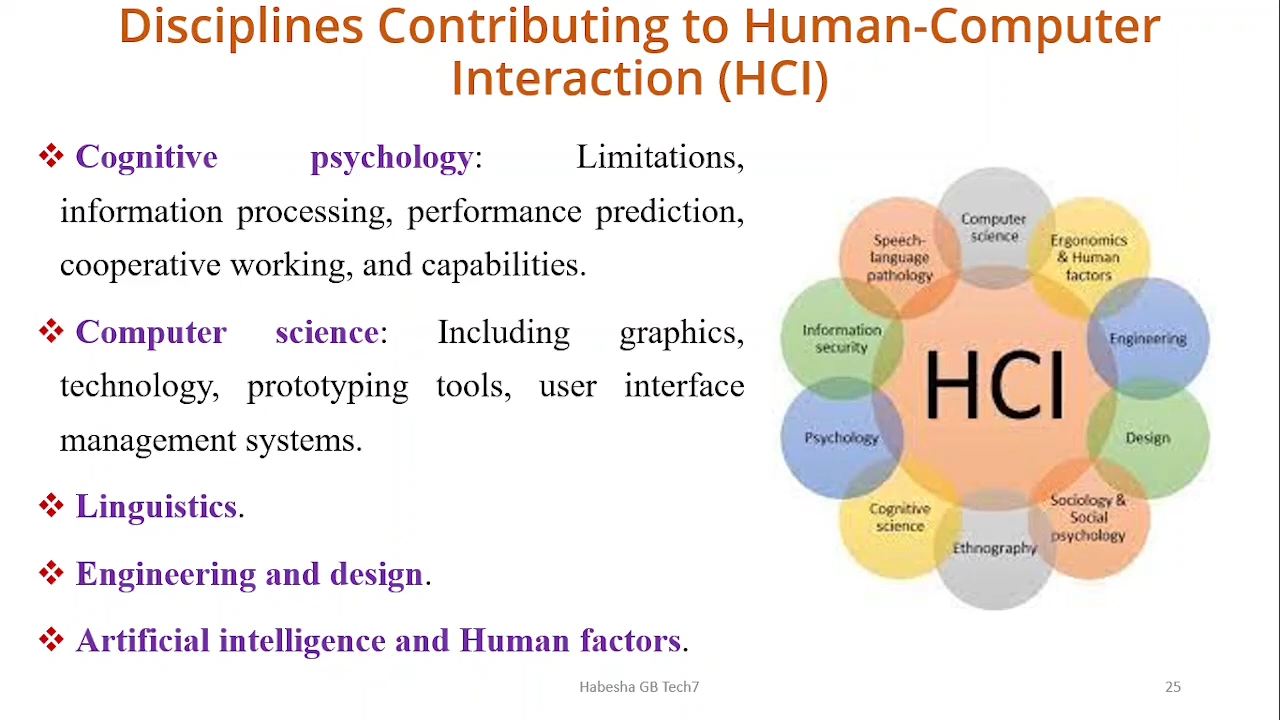 Disciplines Contributing to Human-Computer
Interaction (HCI)
❖ Cognitive psychology: Limitations,
information processing, performance prediction,
cooperative working, and capabilities.
❖ Computer science: Including graphics,
technology, prototyping tools, user interface
management systems.
❖ Linguistics.
❖ Engineering and design.
❖ Artificial intelligence and Human factors.
Computer
science
Ergonomics
& Human
factors
Engineering
Design
Sociology &
Social
psychology
Ethnography
Cognitive
science
Psychology
Information
security
Speech-
language
pathology
HCI
Habesha GB Tech7
25